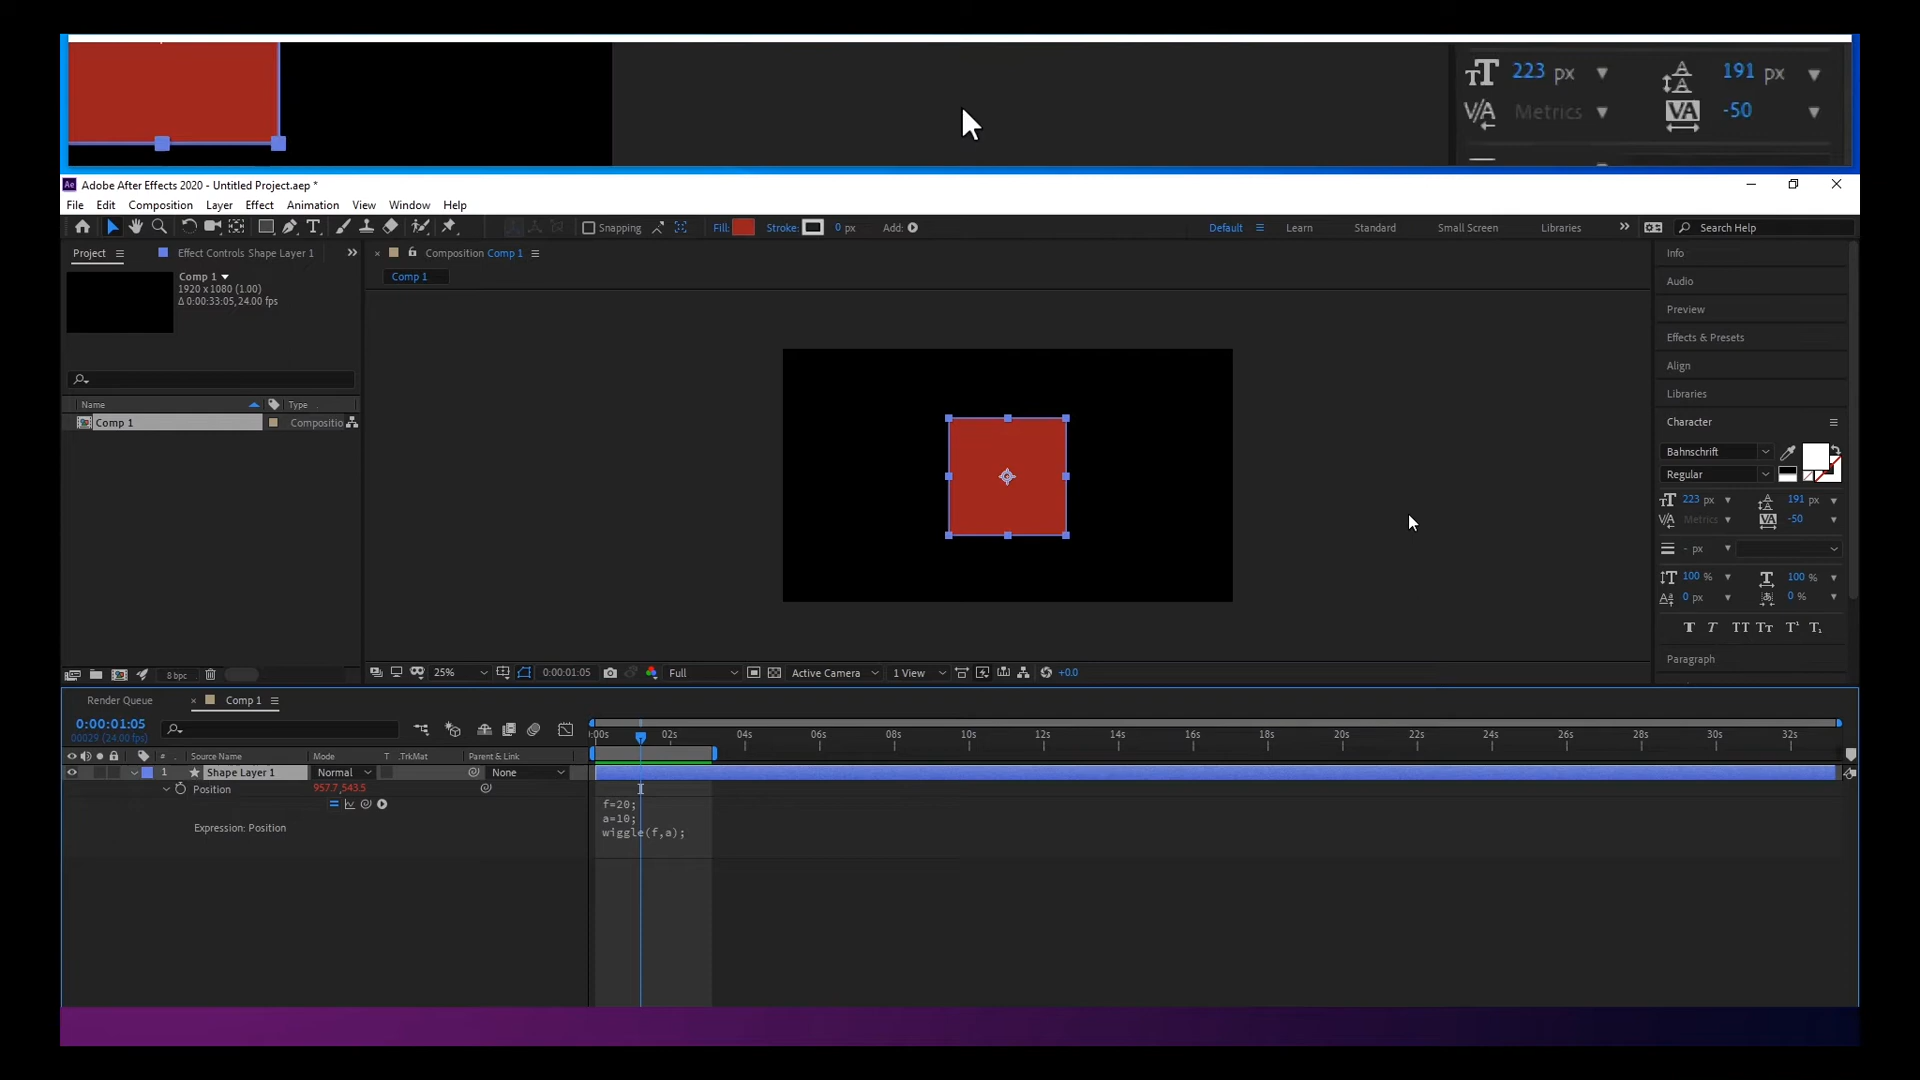 223 px 191 px
Metrics -50
Adobe After Effects 2020 - Untitled Project.aep *
File Edit Composition Layer Effect Animation View Window Help
Snapping Fill: Stroke: 0 px Add: Default Learn Standard Small Screen Libraries Search Help
Project Effect Controls Shape Layer 1 Composition Comp 1 Info
Comp 1 Comp 1
1920 x 1080 (1.00)
Δ 0:00:33:05, 24.00 fps
Audio
Preview
Effects & Presets
Align
Libraries
Name Type
Comp 1 Compositio
Character
Bahnschrift
Regular
223 px 191 px
Metrics -50
- px
100 % 100 %
0 px 0 %
T T TT Tт T¹ T₁
Paragraph
8 bpc 25% 0:00:01:05 Full Active Camera 1 View +0.0
Render Queue Comp 1
0:00:01:05
00029 (24.00 fps)
:00s 02s 04s 06s 08s 10s 12s 14s 16s 18s 20s 22s 24s 26s 28s 30s 32s
# Source Name Mode T .TrkMat Parent & Link
1 Shape Layer 1 Normal None
Position 957.7,543.5
f=20;
a=10;
Expression: Position wiggle(f,a);